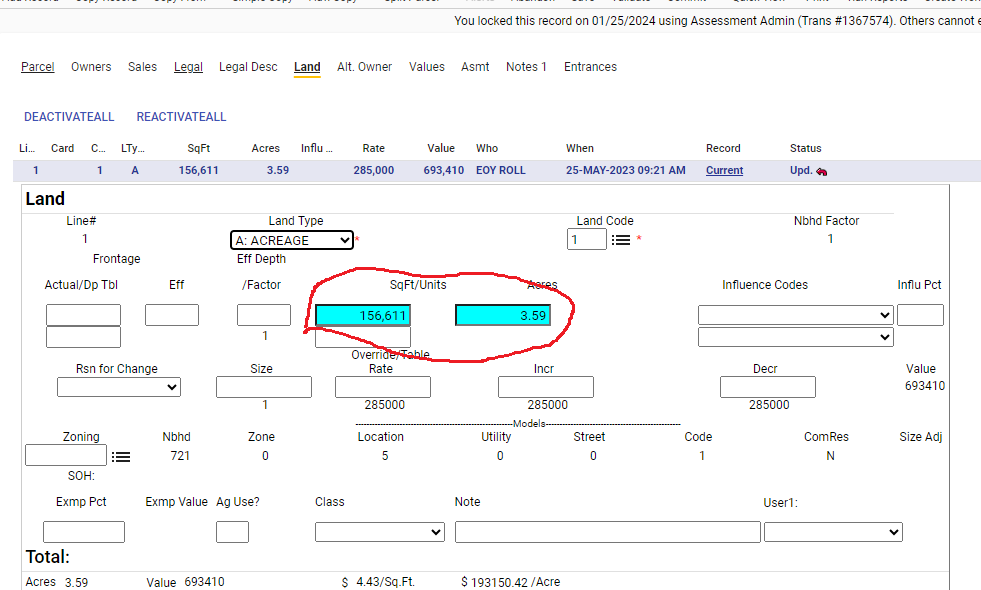 You locked this record on 01/25/2024 using Assessment Admin (Trans #1367574). Others cannot
Parcel Owners Sales Legal Legal Desc Land Alt. Owner Values Asmt Notes 1 Entrances
DEACTIVATEALL REACTIVATEALL
Li... Card C... LTy... SqFt Acres Influ ... Rate Value Who When Record Status
1 1 A 156,611 3.59 285,000 693,410 EOY ROLL 25-MAY-2023 09:21 AM Current Upd.
Land
Line# Land Type Land Code Nbhd Factor
1 A: ACREAGE * 1 * 1
Frontage Eff Depth
Actual/Dp Tbl Eff /Factor SqFt/Units Acres Influence Codes Influ Pct
156,611 3.59
1
Override/Table
Rsn for Change Size Rate Incr Decr Value
693410
1 285000 285000 285000
Models
Zoning Nbhd Zone Location Utility Street Code ComRes Size Adj
721 0 5 0 0 1 N
SOH:
Exmp Pct Exmp Value Ag Use? Class Note User1:
Total:
Acres 3.59 Value 693410 $ 4.43/Sq.Ft. $ 193150.42 /Acre